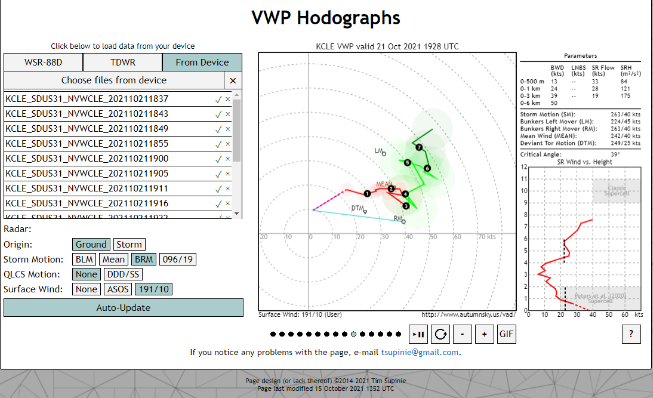 VWP Hodographs
Click below to load data from your device
WSR-88D TDWR From Device
Choose files from device ×
KCLE_SDUS31_NVWCLE_202110211837 ✓ ×
KCLE_SDUS31_NVWCLE_202110211843 ✓ ×
KCLE_SDUS31_NVWCLE_202110211849 ✓ ×
KCLE_SDUS31_NVWCLE_202110211855 ✓ ×
KCLE_SDUS31_NVWCLE_202110211900 ✓ ×
KCLE_SDUS31_NVWCLE_202110211905 ✓ ×
KCLE_SDUS31_NVWCLE_202110211911 ✓ ×
KCLE_SDUS31_NVWCLE_202110211916 ✓ ×
Radar:
Origin: Ground Storm
Storm Motion: BLM Mean BRM 096/19
QLCS Motion: None DDD/SS
Surface Wind: None ASOS 191/10
Auto-Update
KCLE VWP valid 21 Oct 2021 1928 UTC
LM
MEAN
DTM
RM
20 10 10 20 30 40 50 60 70 kts
Surface Wind: 191/10 (User) http://www.autumnsky.us/vad/
GIF
- +
?
Parameters
BWD (kts) LNBS (kts) SR Flow (kts) SRH (m²/s²)
0-500 m 13 -- 33 84
0-1 km 24 -- 28 121
0-3 km 39 -- 19 175
0-6 km 50
Storm Motion (SM): 263/40 kts
Bunkers Left Mover (LM): 224/45 kts
Bunkers Right Mover (RM): 263/40 kts
Mean Wind (MEAN): 242/40 kts
Deviant Tor Motion (DTM): 249/25 kts
Critical Angle: 39°
SR Wind vs. Height
12
11
10
9
8
7
6
5
4
3
2
1
Classic
Supercell
Supercell
0 10 20 30 40 50 60 70 kts
If you notice any problems with the page, e-mail tsupinie@gmail.com.
Page design (or lack thereof) ©2014-2021 Tim Supinie
Page last modified 15 October 2021 1352 UTC